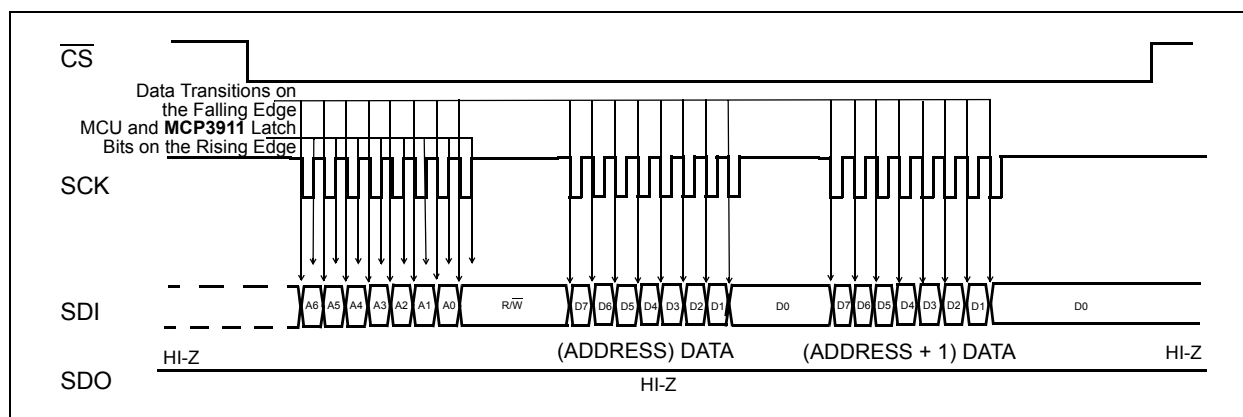 CS
Data Transitions on
the Falling Edge
MCU and MCP3911 Latch
Bits on the Rising Edge
SCK
SDI
A6 A5 A4 A3 A2 A1 A0 R/W D7 D6 D5 D4 D3 D2 D1 D0 D7 D6 D5 D4 D3 D2 D1 D0
(ADDRESS) DATA (ADDRESS + 1) DATA
HI-Z HI-Z
SDO
HI-Z